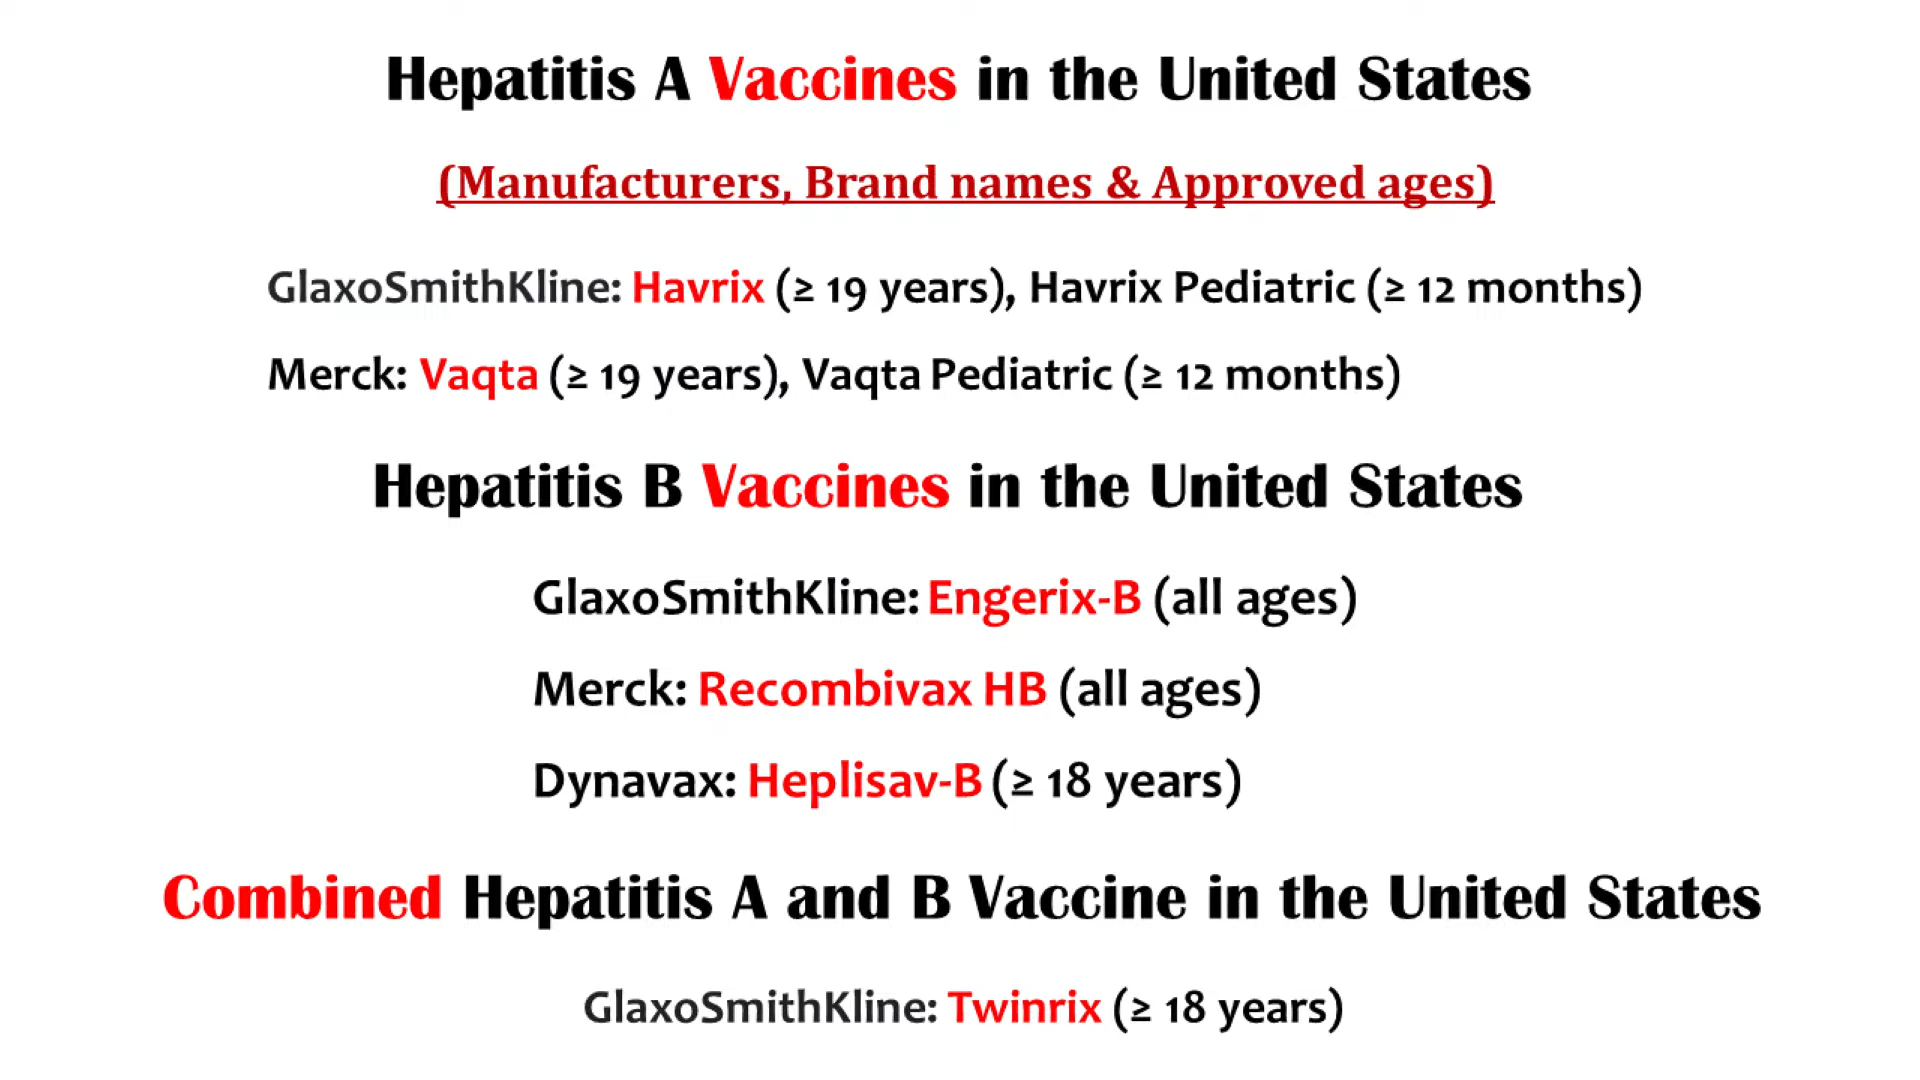 Hepatitis A Vaccines in the United States
(Manufacturers, Brand names & Approved ages)
GlaxoSmithKline: Havrix (≥ 19 years), Havrix Pediatric (≥ 12 months)
Merck: Vaqta (≥ 19 years), Vaqta Pediatric (≥ 12 months)
Hepatitis B Vaccines in the United States
GlaxoSmithKline: Engerix-B (all ages)
Merck: Recombivax HB (all ages)
Dynavax: Heplisav-B (≥ 18 years)
Combined Hepatitis A and B Vaccine in the United States
GlaxoSmithKline: Twinrix (≥ 18 years)